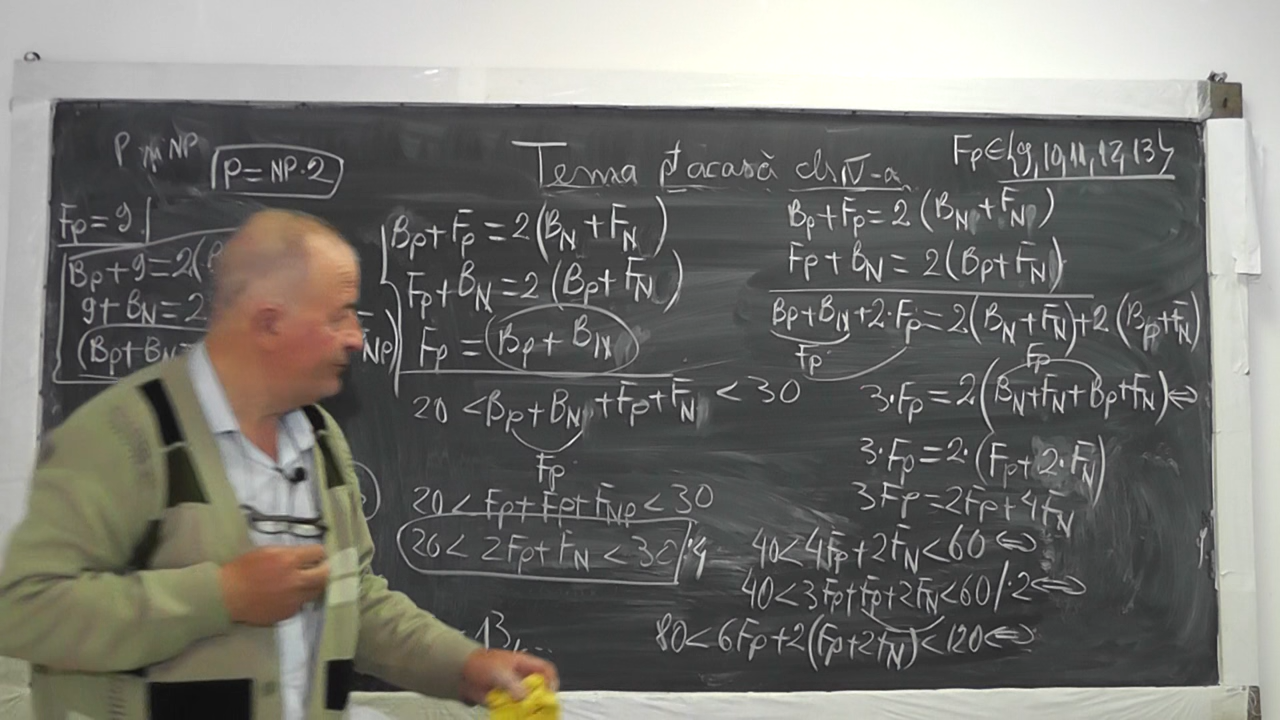 P NP
P=NP·2
Tema acasă cls IV-a
Fp∈{9,10,11,12,13}
Fp=9
Bp+9=2(B
9+BN=2
(Bp+BN=
NP)
Bp+Fp=2(BN+FN)
Fp+BN=2(Bp+FN)
Fp=(Bp+BN)
20<Bp+BN+Fp+FN<30
Fp
20<Fp+Fp+FNp<30
20<2Fp+FN<30/·4
13,
Bp+Fp=2(BN+FN)
Fp+BN=2(Bp+FN)
Bp+BN+2·Fp=2(BN+FN)+2(Bp+FN)
Fp
Fp
3·Fp=2(BN+FN+Bp+FN)⇔
3·Fp=2·(Fp+2·FN)
3Fp=2Fp+4FN
40<4Fp+2FN<60⇔
40<3Fp+Fp+2FN<60/·2⇔
80<6Fp+2(Fp+2FN)<120⇔